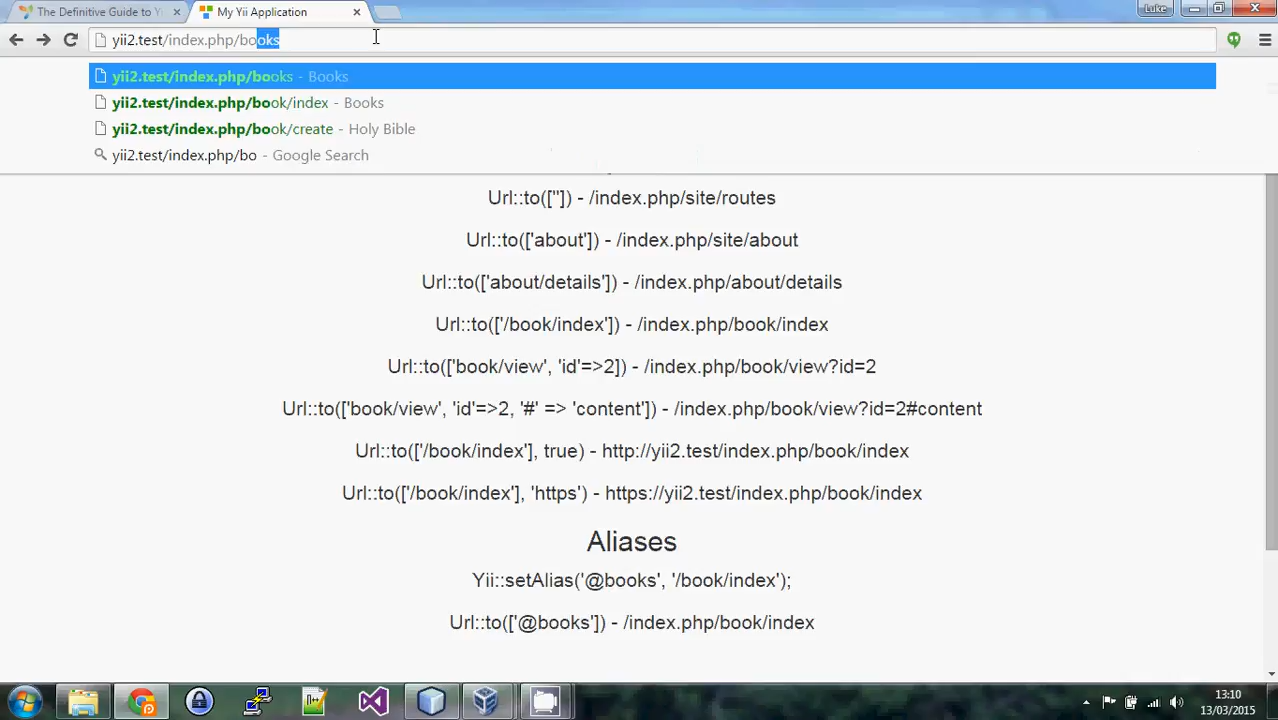 The Definitive Guide to Yi
My Yii Application
Luke
yii2.test/index.php/books
yii2.test/index.php/books - Books
yii2.test/index.php/book/index - Books
yii2.test/index.php/book/create - Holy Bible
yii2.test/index.php/bo - Google Search
Url::to(['']) - /index.php/site/routes
Url::to(['about']) - /index.php/site/about
Url::to(['about/details']) - /index.php/about/details
Url::to(['/book/index']) - /index.php/book/index
Url::to(['book/view', 'id'=>2]) - /index.php/book/view?id=2
Url::to(['book/view', 'id'=>2, '#' => 'content']) - /index.php/book/view?id=2#content
Url::to(['/book/index'], true) - http://yii2.test/index.php/book/index
Url::to(['/book/index'], 'https') - https://yii2.test/index.php/book/index
Aliases
Yii::setAlias('@books', '/book/index');
Url::to(['@books']) - /index.php/book/index
13:10
13/03/2015